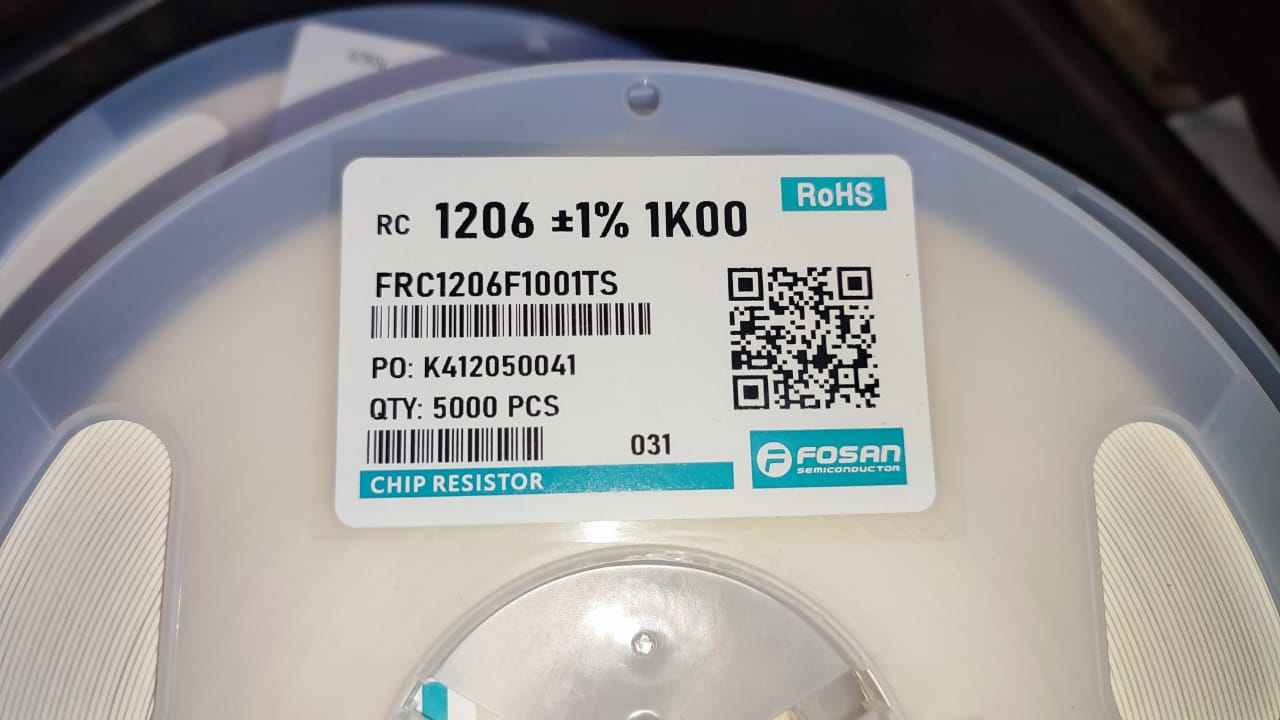 RC 1206 ±1% 1K00
RoHS
FRC1206F1001TS
PO: K412050041
QTY: 5000 PCS
031
CHIP RESISTOR
FOSAN
SEMICONDUCTOR